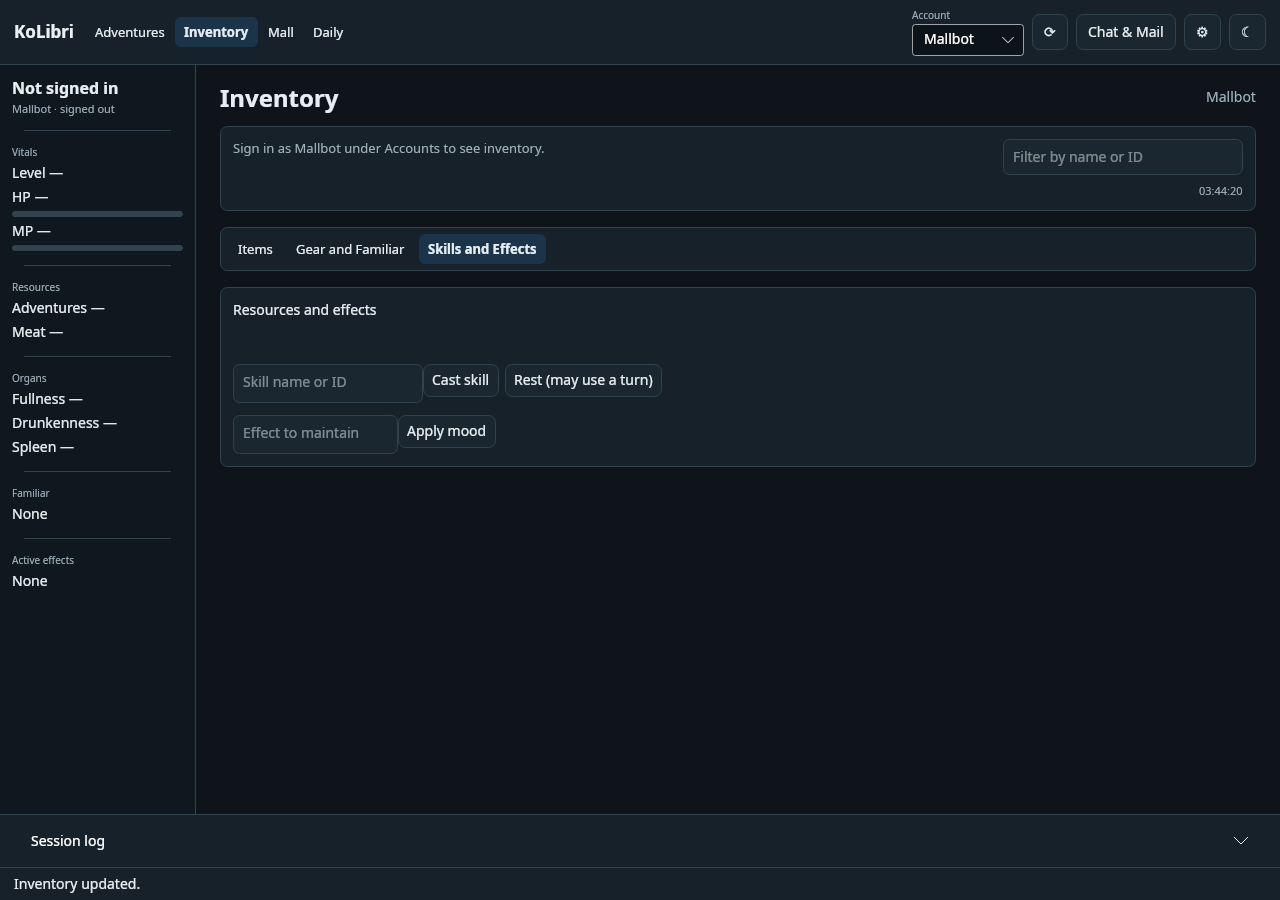 KoLibri
Adventures
Inventory
Mall
Daily
Account
Mallbot
⟳
Chat & Mail
⚙
☾
Not signed in
Mallbot · signed out
Vitals
Level —
HP —
MP —
Resources
Adventures —
Meat —
Organs
Fullness —
Drunkenness —
Spleen —
Familiar
None
Active effects
None
Inventory
Mallbot
Sign in as Mallbot under Accounts to see inventory.
Filter by name or ID
03:44:20
Items
Gear and Familiar
Skills and Effects
Resources and effects
Skill name or ID
Cast skill
Rest (may use a turn)
Effect to maintain
Apply mood
Session log
Inventory updated.